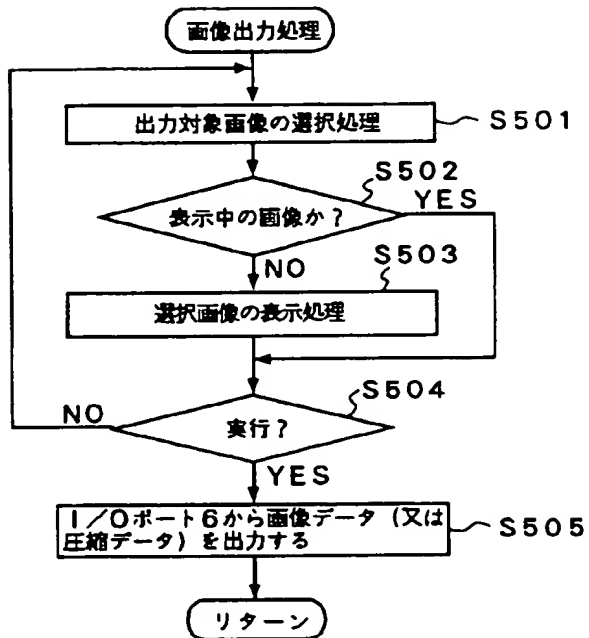 画像出力処理
出力対象画像の選択処理
S501
S502
表示中の画像か?
YES
NO
S503
選択画像の表示処理
S504
NO
実行?
YES
I/Oポート6から画像データ(又は
圧縮データ)を出力する
S505
リターン